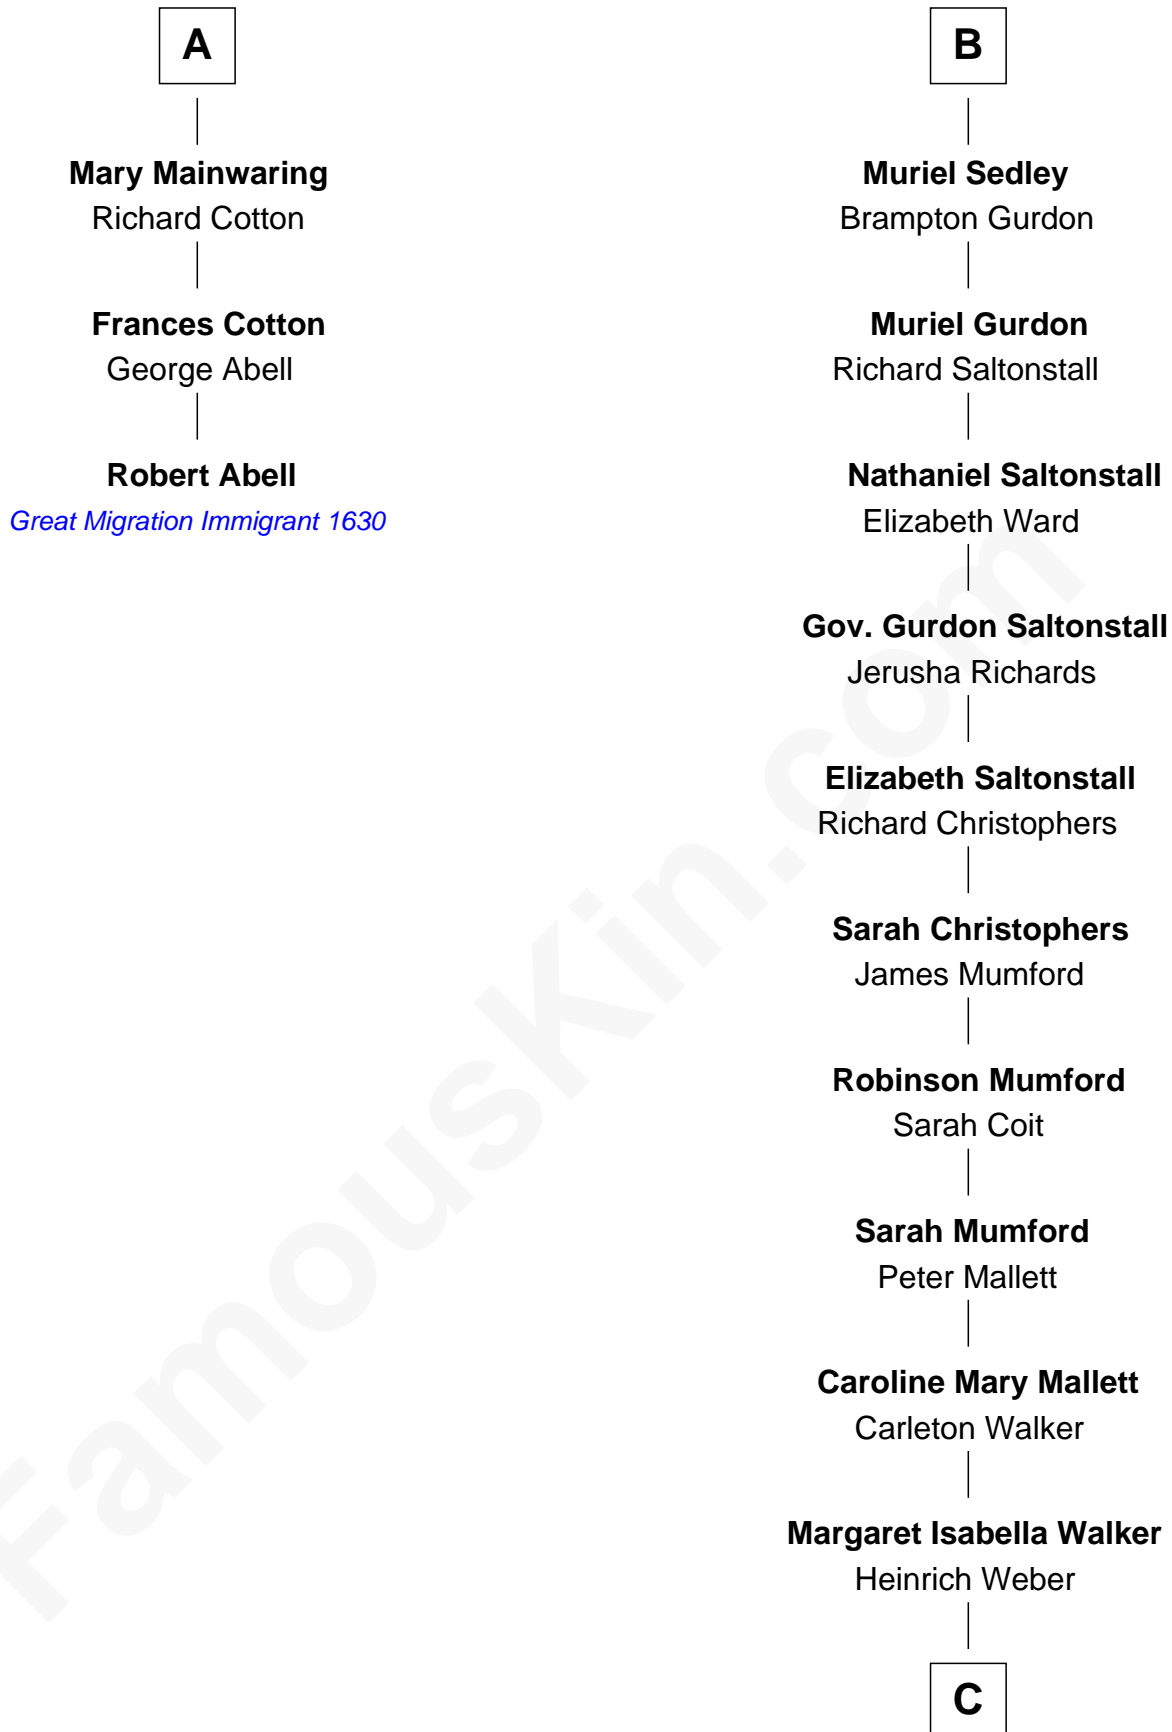 A
Mary Mainwaring
Richard Cotton
Frances Cotton
George Abell
Robert Abell
Great Migration Immigrant 1630
B
Muriel Sedley
Brampton Gurdon
Muriel Gurdon
Richard Saltonstall
Nathaniel Saltonstall
Elizabeth Ward
Gov. Gurdon Saltonstall
Jerusha Richards
Elizabeth Saltonstall
Richard Christophers
Sarah Christophers
James Mumford
Robinson Mumford
Sarah Coit
Sarah Mumford
Peter Mallett
Caroline Mary Mallett
Carleton Walker
Margaret Isabella Walker
Heinrich Weber
C
FamousKin.com